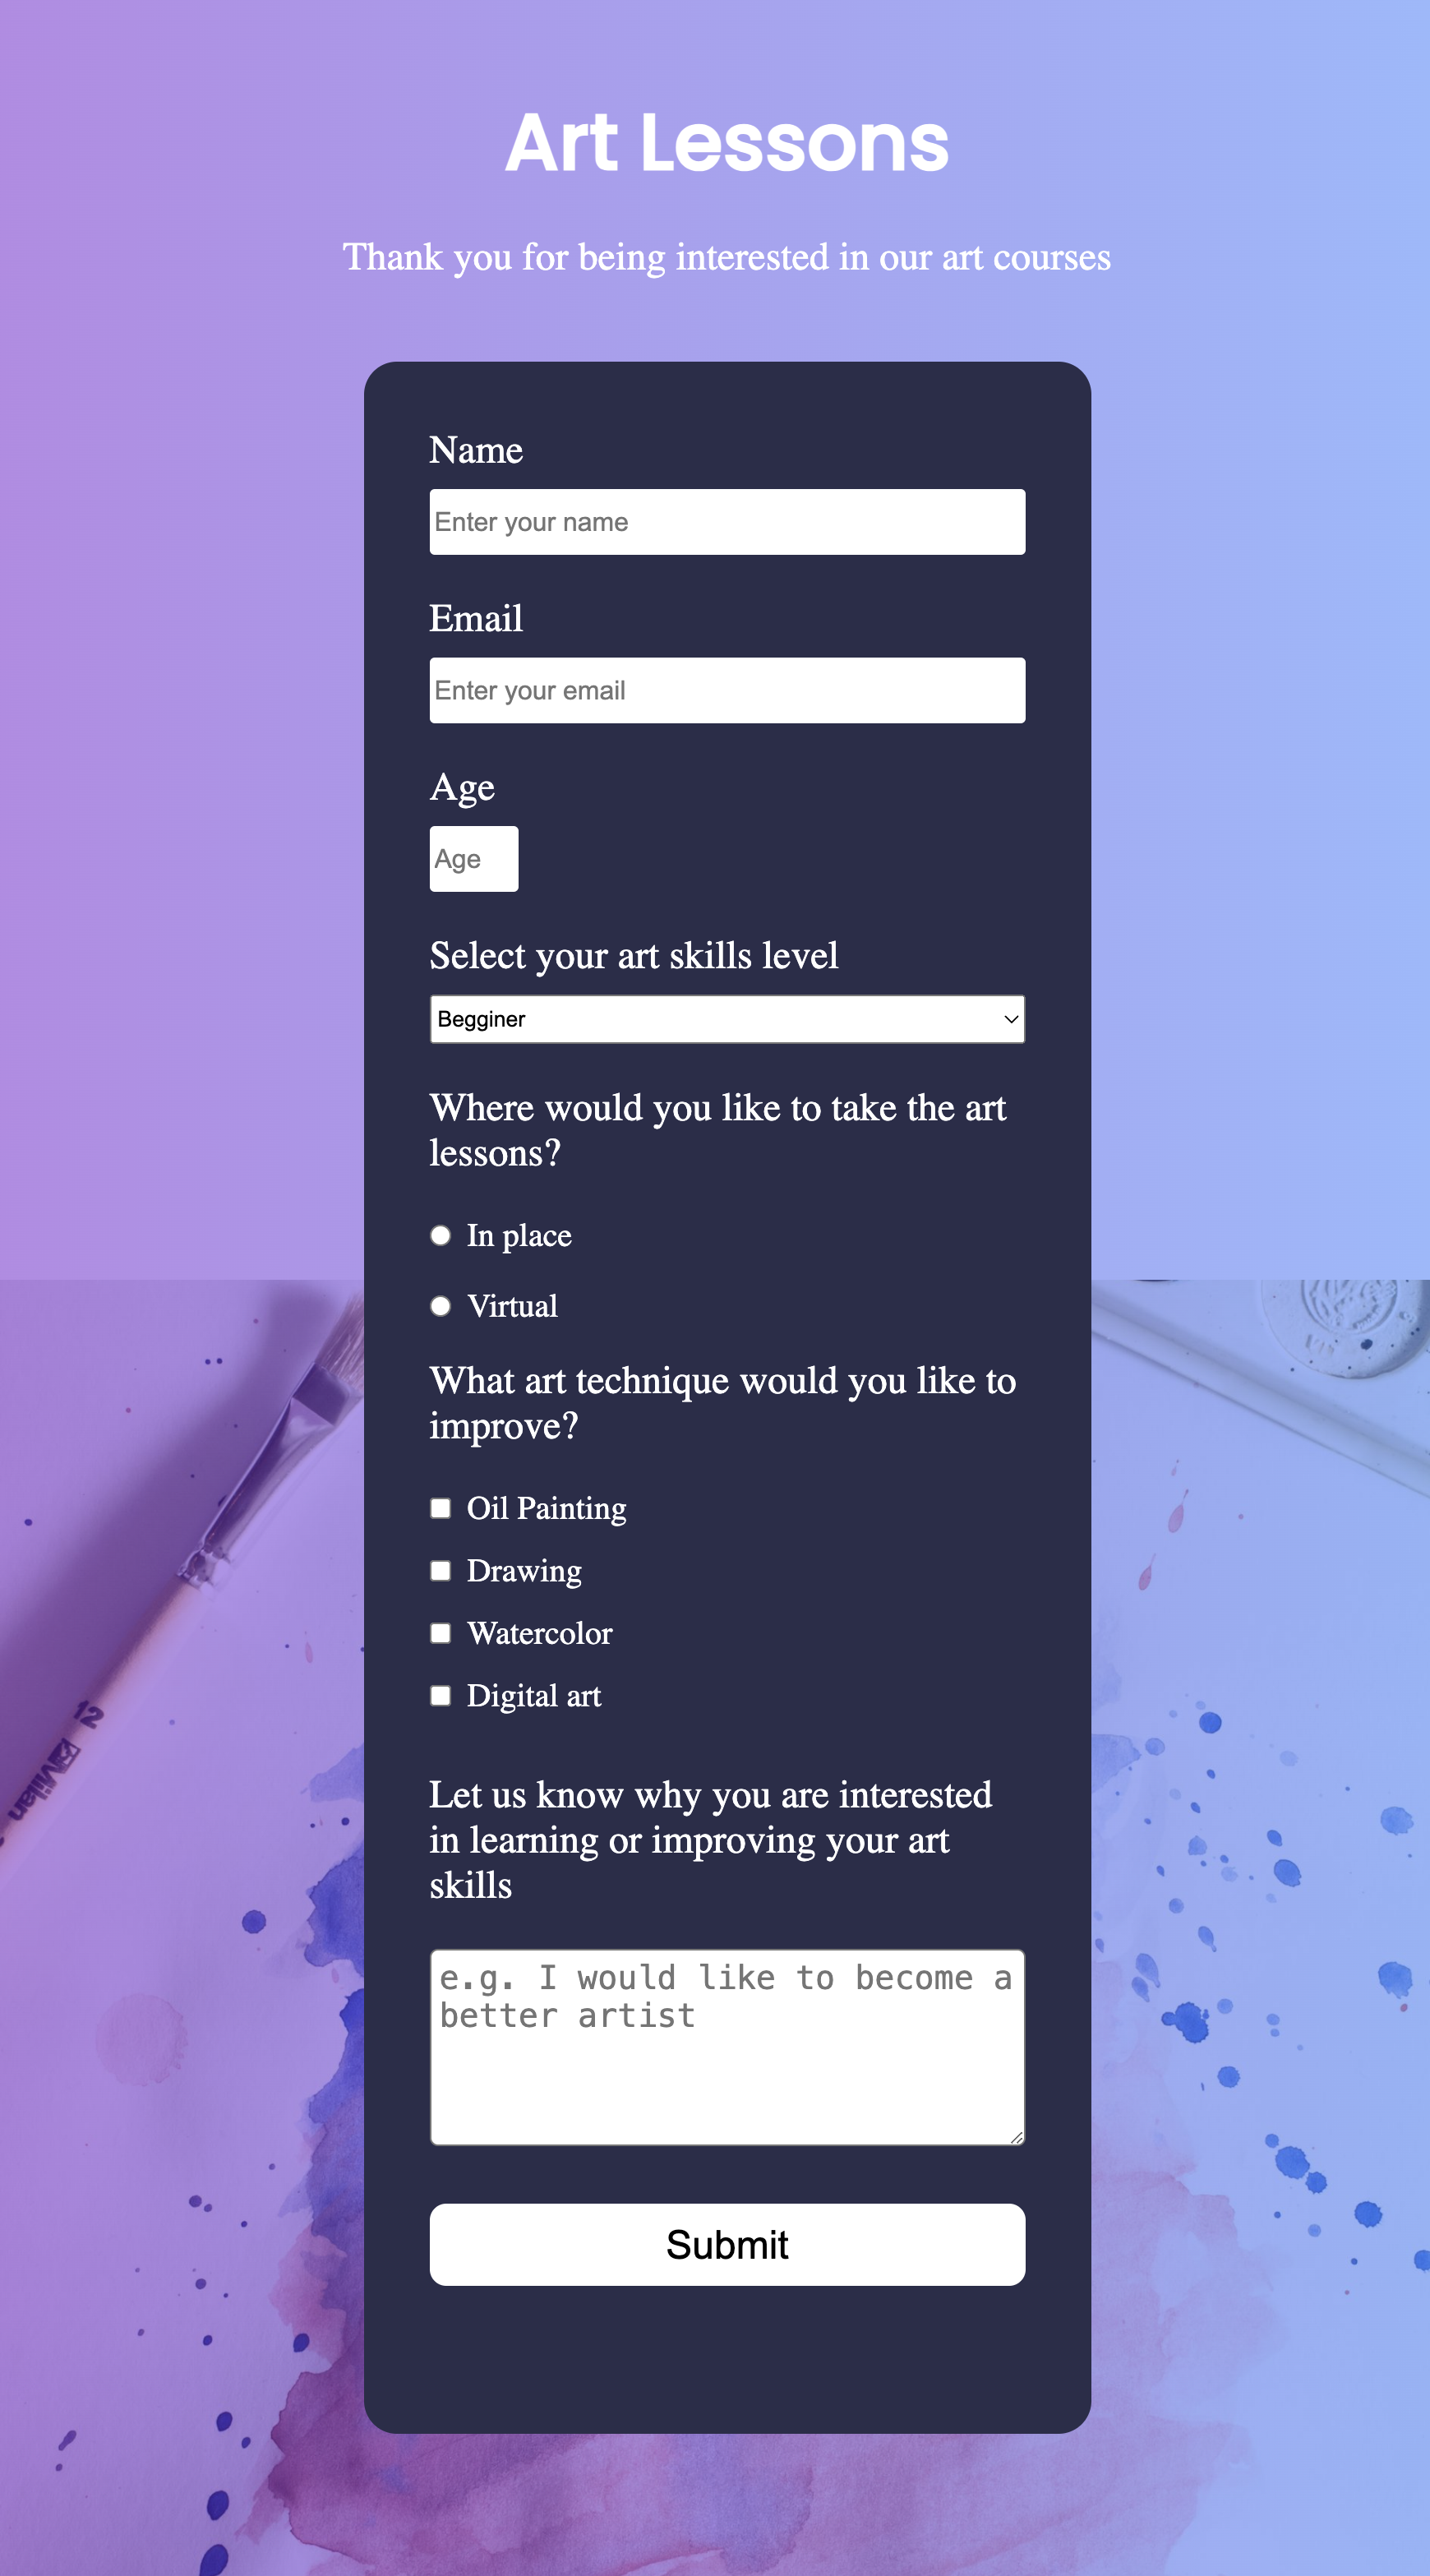 Art Lessons
Thank you for being interested in our art courses
Name
Enter your name
Email
Enter your email
Age
Age
Select your art skills level
Begginer
Where would you like to take the art
lessons?
In place
Virtual
What art technique would you like to
improve?
Oil Painting
Drawing
Watercolor
Digital art
12
Milan
Let us know why you are interested
in learning or improving your art
skills
e.g. I would like to become a
better artist
Submit